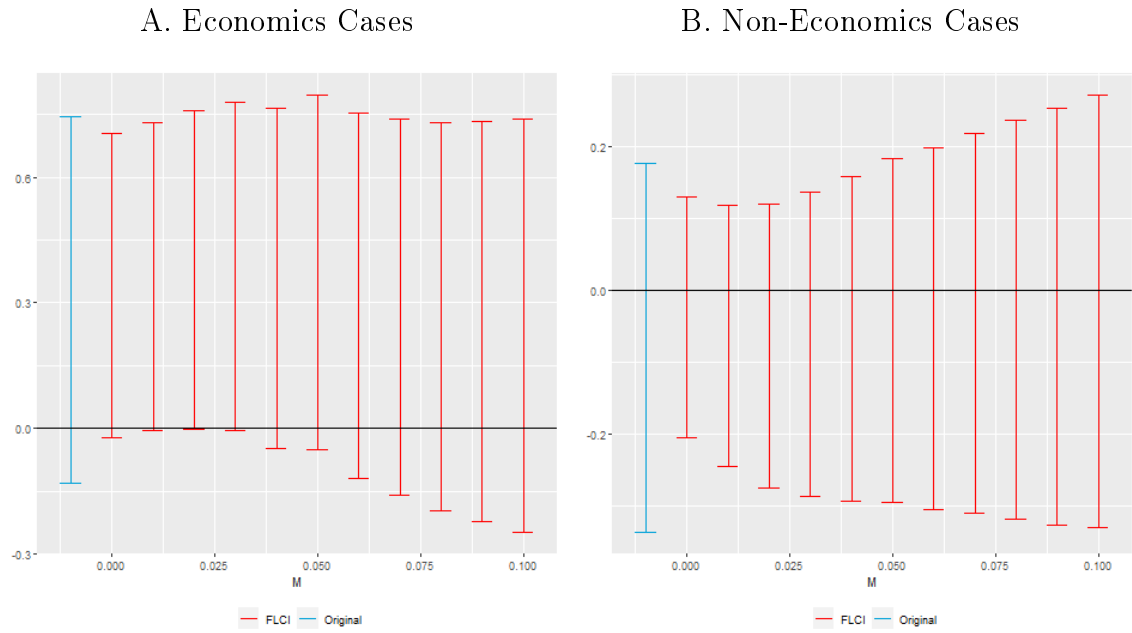 A. Economics Cases
0.6
0.3
0.0
-0.3
0.000 0.025 0.050 0.075 0.100
M
FLCI Original
B. Non-Economics Cases
0.2
0.0
-0.2
0.000 0.025 0.050 0.075 0.100
M
FLCI Original